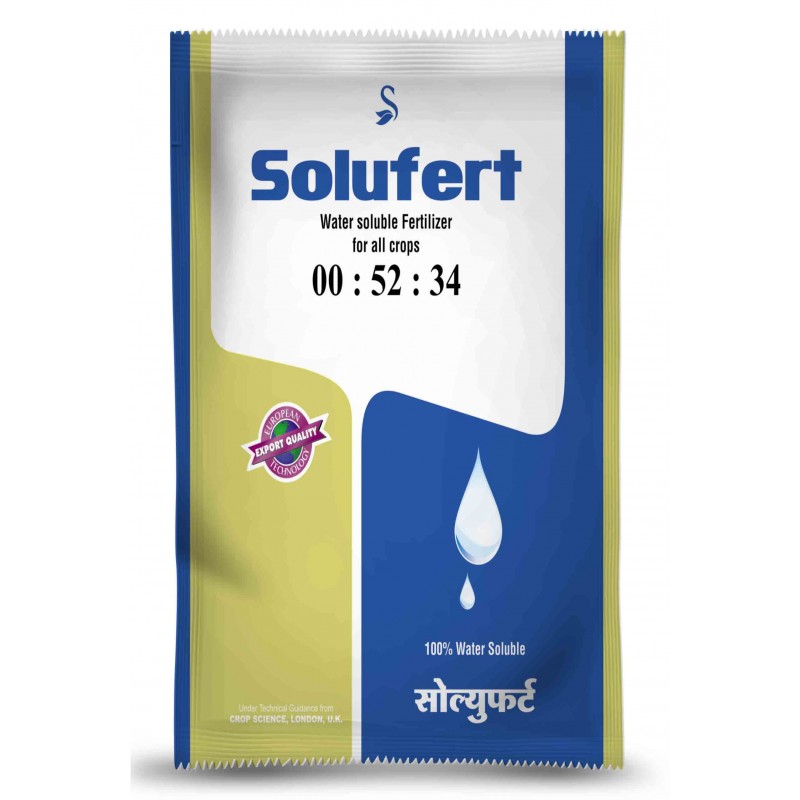 Solufert
Water soluble Fertilizer
for all crops
00 : 52 : 34
EUROPEAN
EXPORT QUALITY
TECHNOLOGY
100% Water Soluble
सोल्युफर्ट
Under Technical Guidance from
CROP SCIENCE, LONDON, U.K.